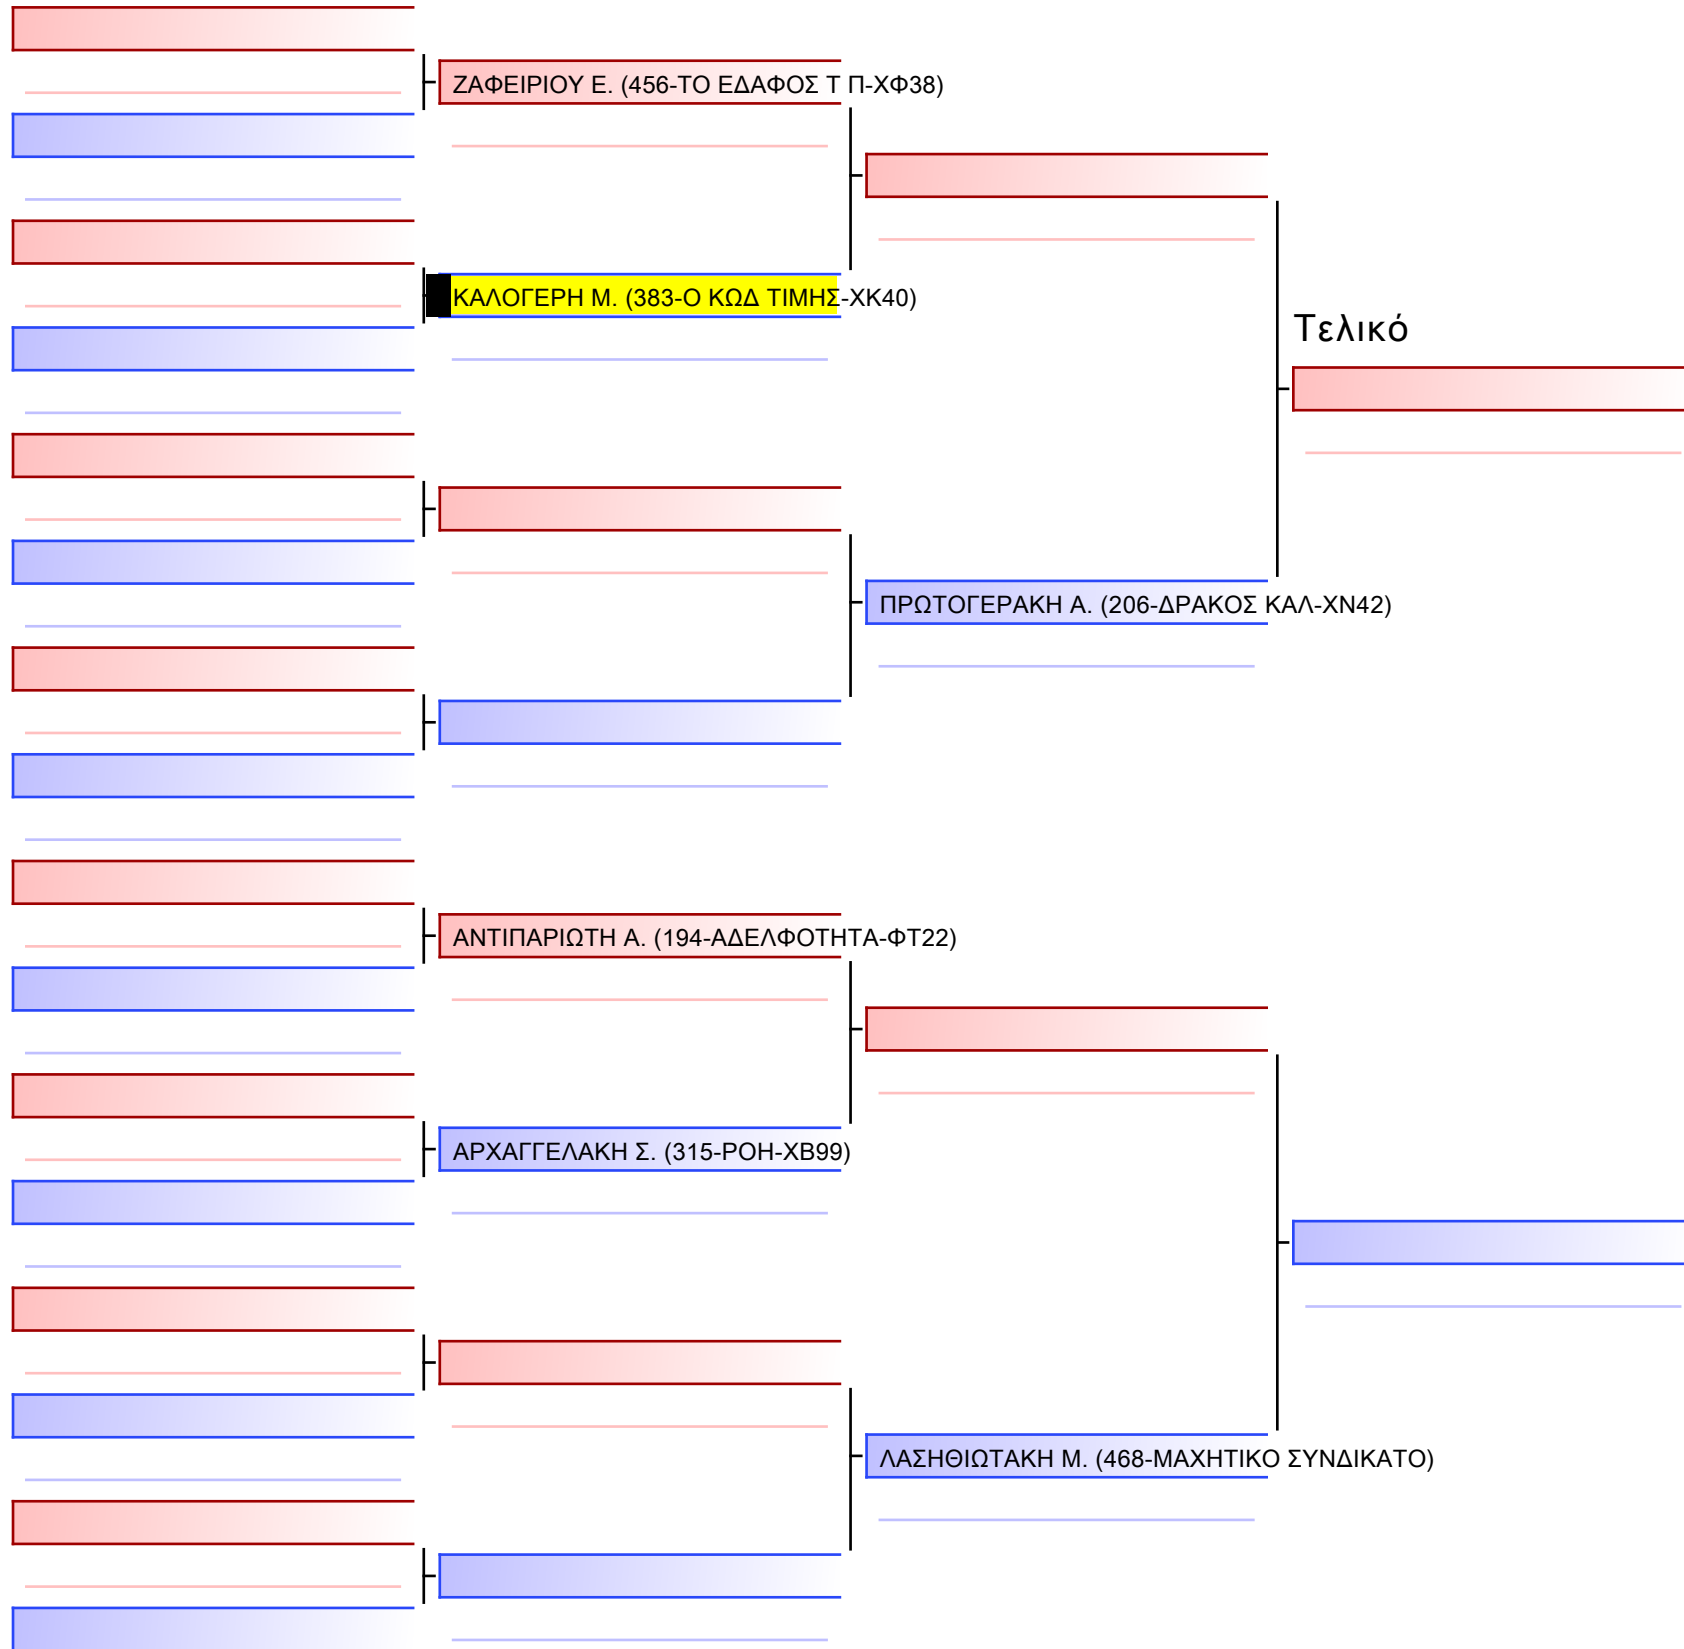 ΖΑΦΕΙΡΙΟΥ Ε. (456-ΤΟ ΕΔΑΦΟΣ Τ Π-ΧΦ38)
ΚΑΛΟΓΕΡΗ Μ. (383-Ο ΚΩΔ ΤΙΜΗΣ-ΧΚ40)
Τελικό
ΠΡΩΤΟΓΕΡΑΚΗ Α. (206-ΔΡΑΚΟΣ ΚΑΛ-ΧΝ42)
ΑΝΤΙΠΑΡΙΩΤΗ Α. (194-ΑΔΕΛΦΟΤΗΤΑ-ΦΤ22)
ΑΡΧΑΓΓΕΛΑΚΗ Σ. (315-ΡΟΗ-ΧΒ99)
ΛΑΣΗΘΙΩΤΑΚΗ Μ. (468-ΜΑΧΗΤΙΚΟ ΣΥΝΔΙΚΑΤΟ)